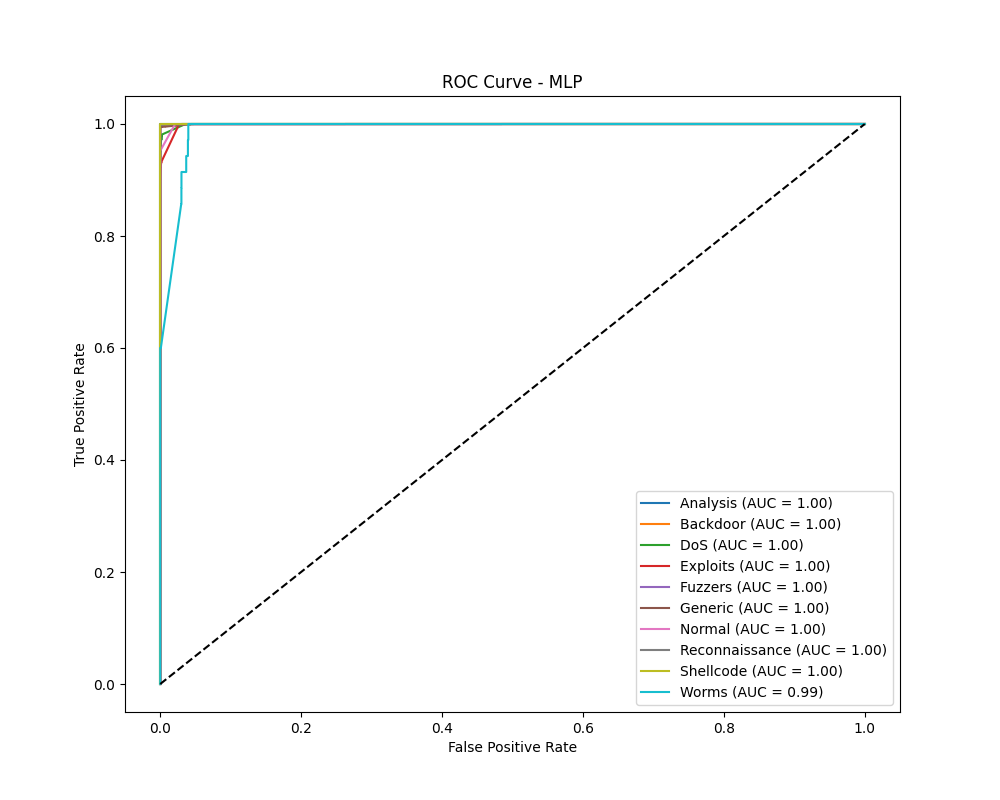 ROC Curve - MLP
1.0
0.8
0.6
0.4
0.2
0.0
True Positive Rate
0.0 0.2 0.4 0.6 0.8 1.0
False Positive Rate
Analysis (AUC = 1.00)
Backdoor (AUC = 1.00)
DoS (AUC = 1.00)
Exploits (AUC = 1.00)
Fuzzers (AUC = 1.00)
Generic (AUC = 1.00)
Normal (AUC = 1.00)
Reconnaissance (AUC = 1.00)
Shellcode (AUC = 1.00)
Worms (AUC = 0.99)